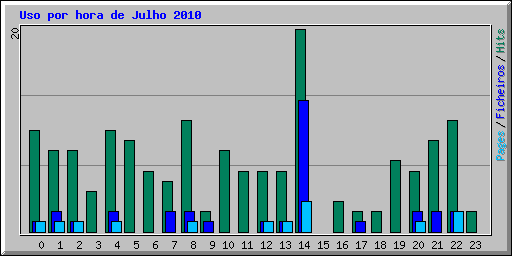 Uso por hora de Julho 2010
20
Pages / Ficheiros / Hits
0 1 2 3 4 5 6 7 8 9 10 11 12 13 14 15 16 17 18 19 20 21 22 23